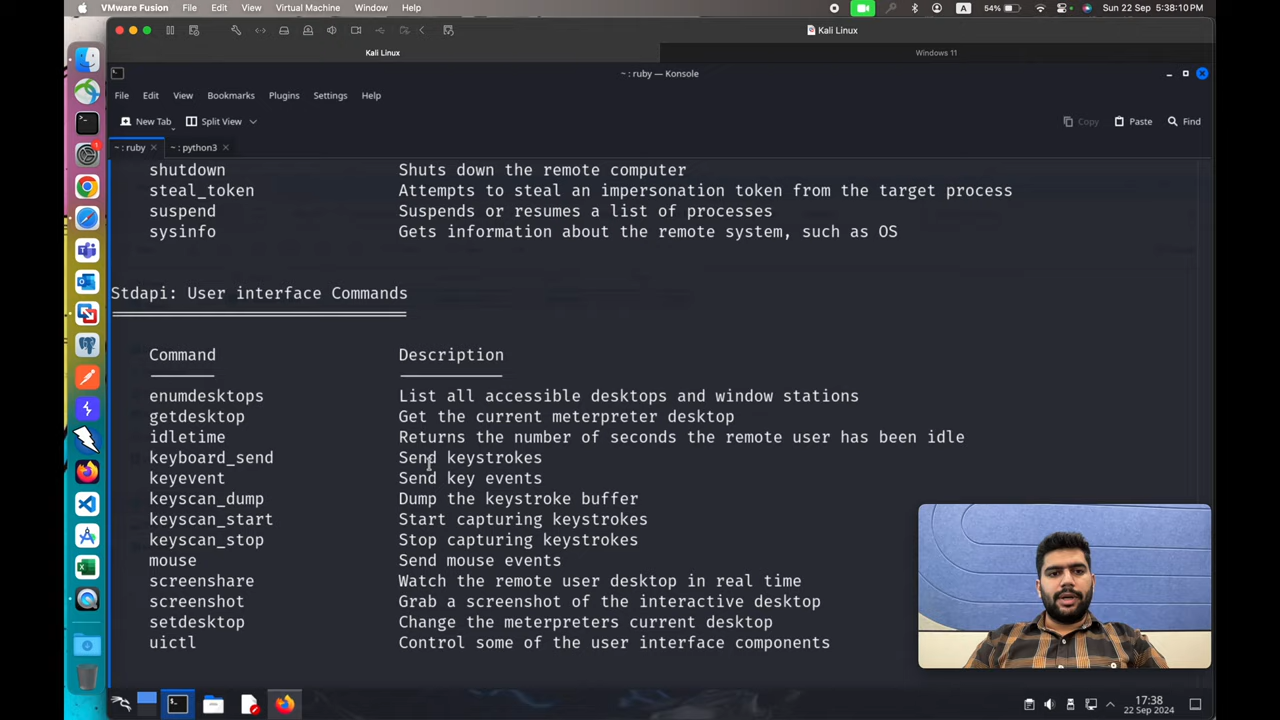 VMware Fusion File Edit View Virtual Machine Window Help A 54% Sun 22 Sep 5:38:10 PM
Kali Linux
Kali Linux Windows 11
~ : ruby — Konsole
File Edit View Bookmarks Plugins Settings Help
New Tab Split View Copy Paste Find
~ : ruby ~ : python3
shutdown Shuts down the remote computer
steal_token Attempts to steal an impersonation token from the target process
suspend Suspends or resumes a list of processes
sysinfo Gets information about the remote system, such as OS
Stdapi: User interface Commands
Command Description
enumdesktops List all accessible desktops and window stations
getdesktop Get the current meterpreter desktop
idletime Returns the number of seconds the remote user has been idle
keyboard_send Send keystrokes
keyevent Send key events
keyscan_dump Dump the keystroke buffer
keyscan_start Start capturing keystrokes
keyscan_stop Stop capturing keystrokes
mouse Send mouse events
screenshare Watch the remote user desktop in real time
screenshot Grab a screenshot of the interactive desktop
setdesktop Change the meterpreters current desktop
uictl Control some of the user interface components
17:38
22 Sep 2024